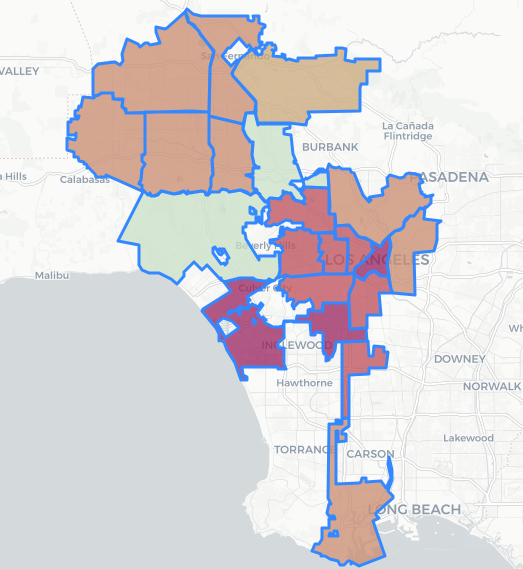 San Fernando
VALLEY
La Cañada
Flintridge
BURBANK
PASADENA
a Hills
Calabasas
Beverly Hills
LOS ANGELES
Malibu
Culver City
INGLEWOOD
Wh
DOWNEY
Hawthorne
NORWALK
Lakewood
TORRANCE
CARSON
LONG BEACH